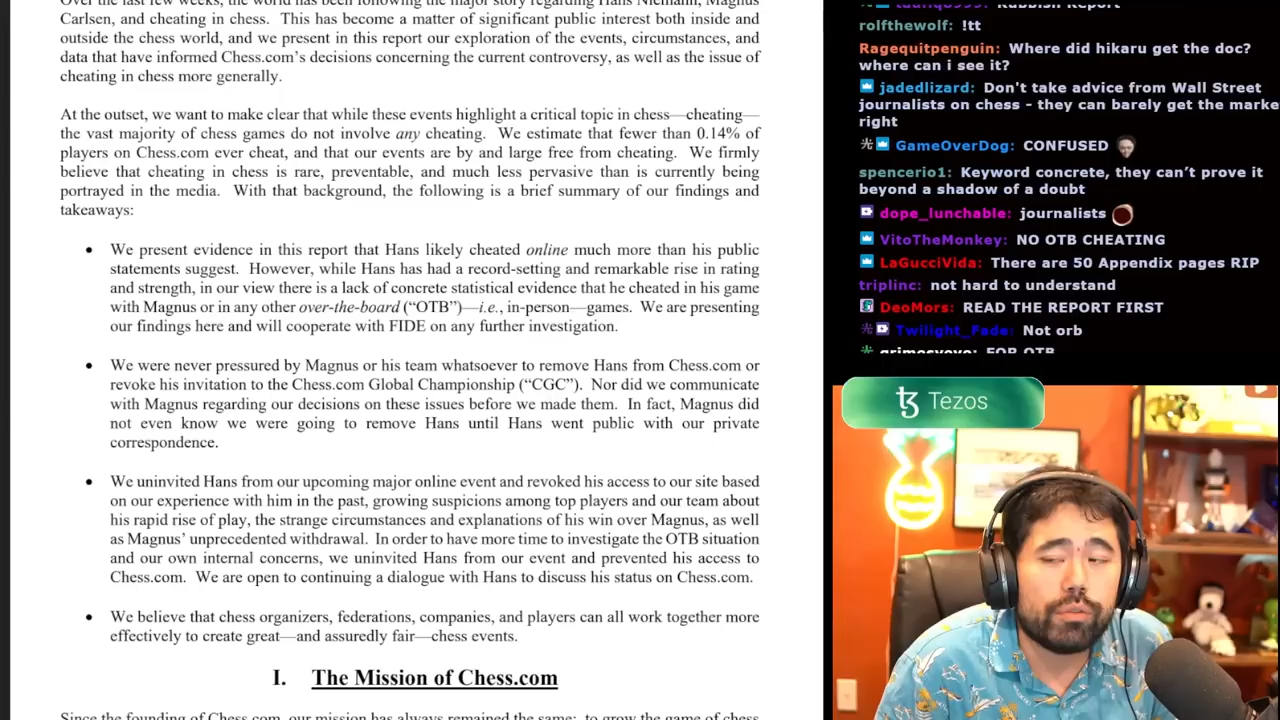 Over the last few weeks, the world has been following the major story regarding Hans Niemann, Magnus
Carlsen, and cheating in chess. This has become a matter of significant public interest both inside and
outside the chess world, and we present in this report our exploration of the events, circumstances, and
data that have informed Chess.com's decisions concerning the current controversy, as well as the issue of
cheating in chess more generally.
At the outset, we want to make clear that while these events highlight a critical topic in chess—cheating—
the vast majority of chess games do not involve any cheating. We estimate that fewer than 0.14% of
players on Chess.com ever cheat, and that our events are by and large free from cheating. We firmly
believe that cheating in chess is rare, preventable, and much less pervasive than is currently being
portrayed in the media. With that background, the following is a brief summary of our findings and
takeaways:
• We present evidence in this report that Hans likely cheated online much more than his public
statements suggest. However, while Hans has had a record-setting and remarkable rise in rating
and strength, in our view there is a lack of concrete statistical evidence that he cheated in his game
with Magnus or in any other over-the-board ("OTB")—i.e., in-person—games. We are presenting
our findings here and will cooperate with FIDE on any further investigation.
• We were never pressured by Magnus or his team whatsoever to remove Hans from Chess.com or
revoke his invitation to the Chess.com Global Championship ("CGC"). Nor did we communicate
with Magnus regarding our decisions on these issues before we made them. In fact, Magnus did
not even know we were going to remove Hans until Hans went public with our private
correspondence.
• We uninvited Hans from our upcoming major online event and revoked his access to our site based
on our experience with him in the past, growing suspicions among top players and our team about
his rapid rise of play, the strange circumstances and explanations of his win over Magnus, as well
as Magnus' unprecedented withdrawal. In order to have more time to investigate the OTB situation
and our own internal concerns, we uninvited Hans from our event and prevented his access to
Chess.com. We are open to continuing a dialogue with Hans to discuss his status on Chess.com.
• We believe that chess organizers, federations, companies, and players can all work together more
effectively to create great—and assuredly fair—chess events.
I. The Mission of Chess.com
Since the founding of Chess.com, our mission has always remained the same: to grow the game of chess
Rubbish Report
rolfthewolf: !tt
Ragequitpenguin: Where did hikaru get the doc?
where can i see it?
jadedlizard: Don't take advice from Wall Street
journalists on chess - they can barely get the marke
right
GameOverDog: CONFUSED
spencerio1: Keyword concrete, they can't prove it
beyond a shadow of a doubt
dope_lunchable: journalists
VitoTheMonkey: NO OTB CHEATING
LaGucciVida: There are 50 Appendix pages RIP
triplinc: not hard to understand
DeoMors: READ THE REPORT FIRST
Twilight_Fade: Not orb
grimesyevo: FOR OTB
Tezos